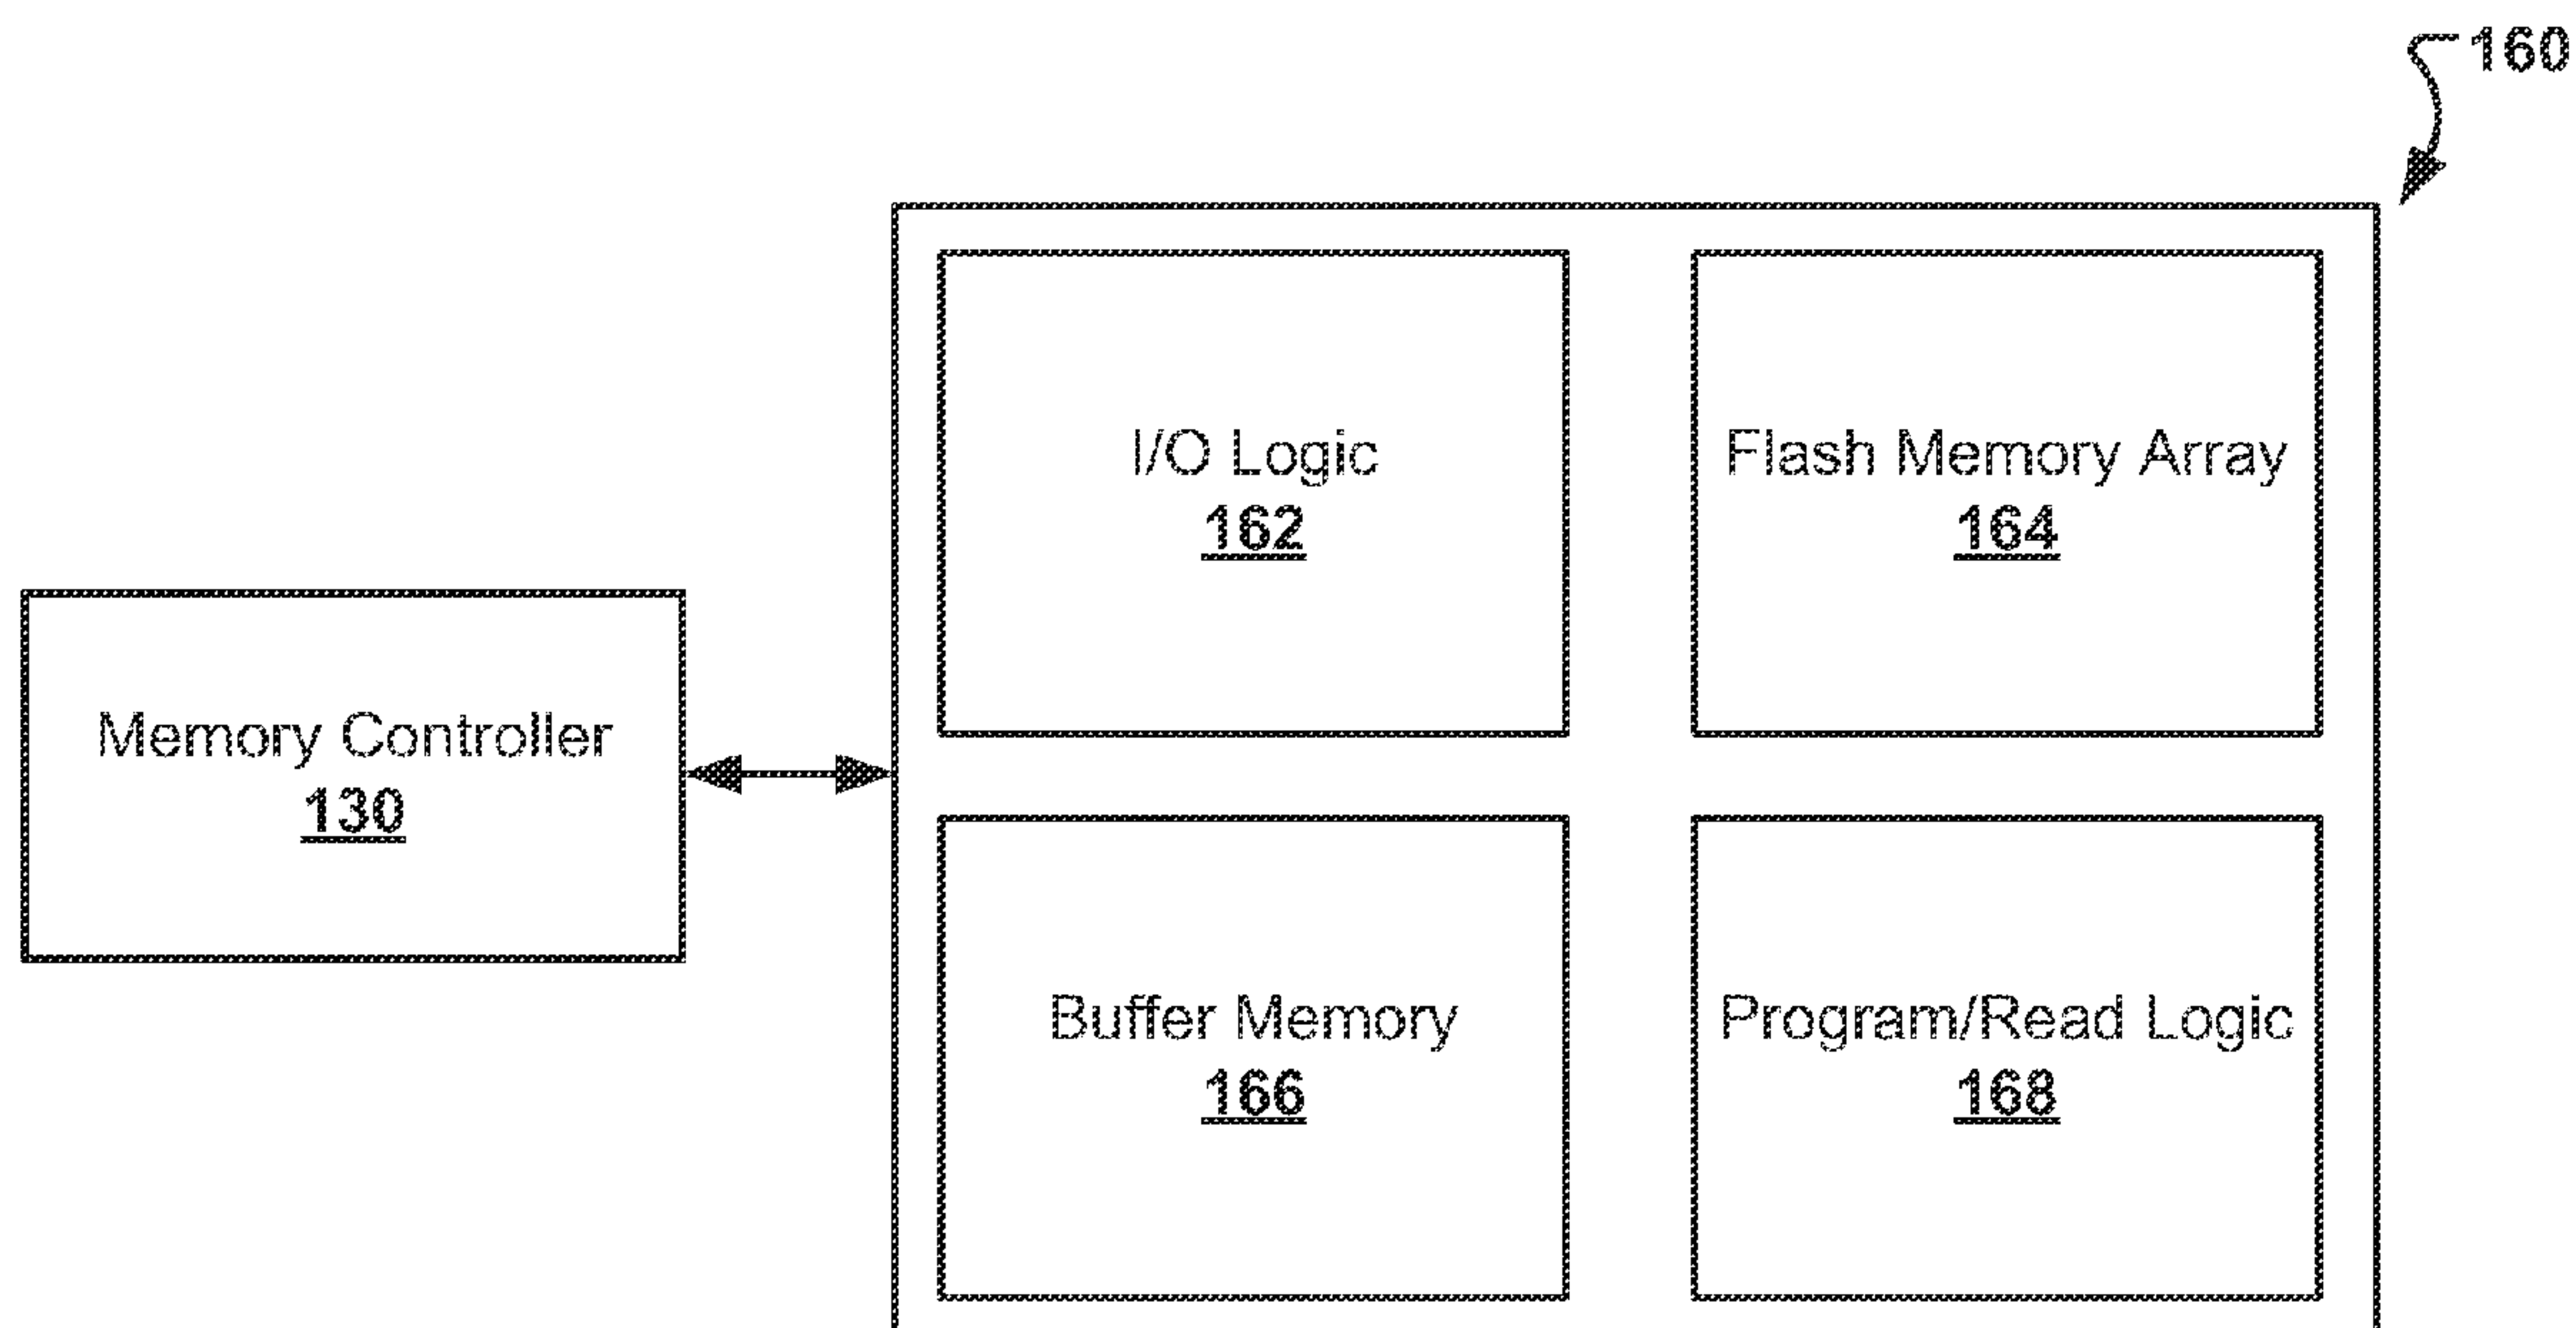 160
I/O Logic
162
Flash Memory Array
164
Memory Controller
130
Buffer Memory
166
Program/Read Logic
168